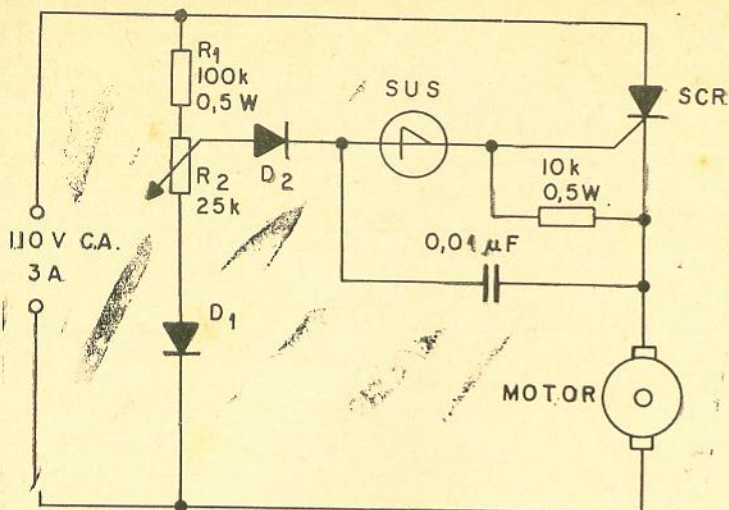 R1
100k
0,5 W
SUS
SCR
D2
R2
25k
10k
0,5W
110 V C.A.
3 A
0,01 µF
D1
MOTOR